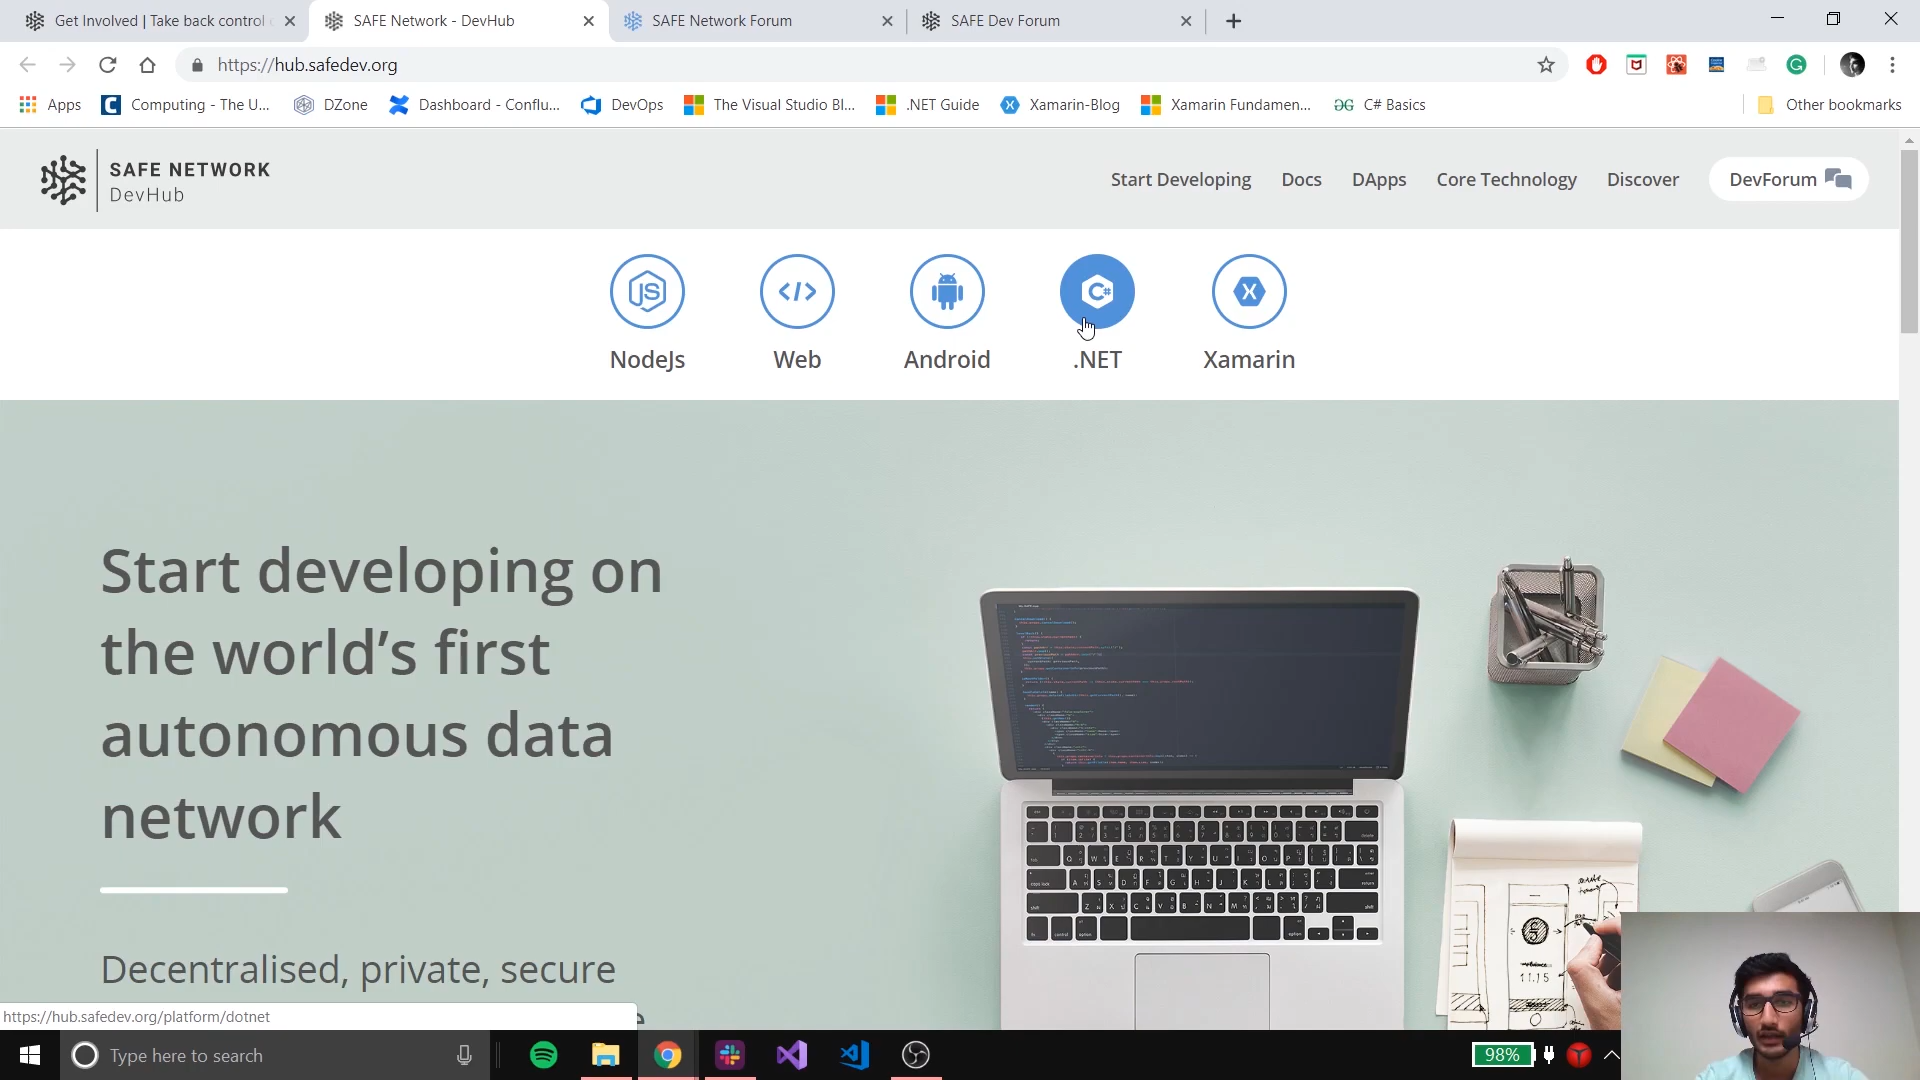 Get Involved | Take back control
SAFE Network - DevHub
SAFE Network Forum
SAFE Dev Forum
https://hub.safedev.org
Apps
Computing - The U...
DZone
Dashboard - Conflu...
DevOps
The Visual Studio Bl...
.NET Guide
Xamarin-Blog
Xamarin Fundamen...
C# Basics
Other bookmarks
SAFE NETWORK
DevHub
Start Developing
Docs
DApps
Core Technology
Discover
DevForum
NodeJs
Web
Android
.NET
Xamarin
Start developing on
the world’s first
autonomous data
network
Decentralised, private, secure
https://hub.safedev.org/platform/dotnet
Type here to search
98%